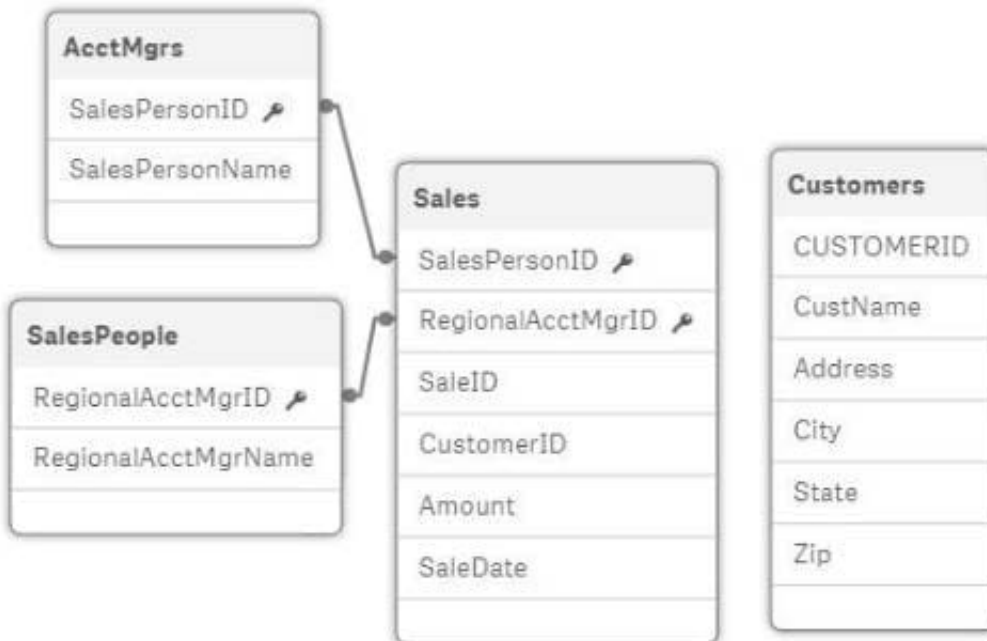 AcctMgrs
SalesPersonID
SalesPersonName
SalesPeople
RegionalAcctMgrID
RegionalAcctMgrName
Sales
SalesPersonID
RegionalAcctMgrID
SaleID
CustomerID
Amount
SaleDate
Customers
CUSTOMERID
CustName
Address
City
State
Zip